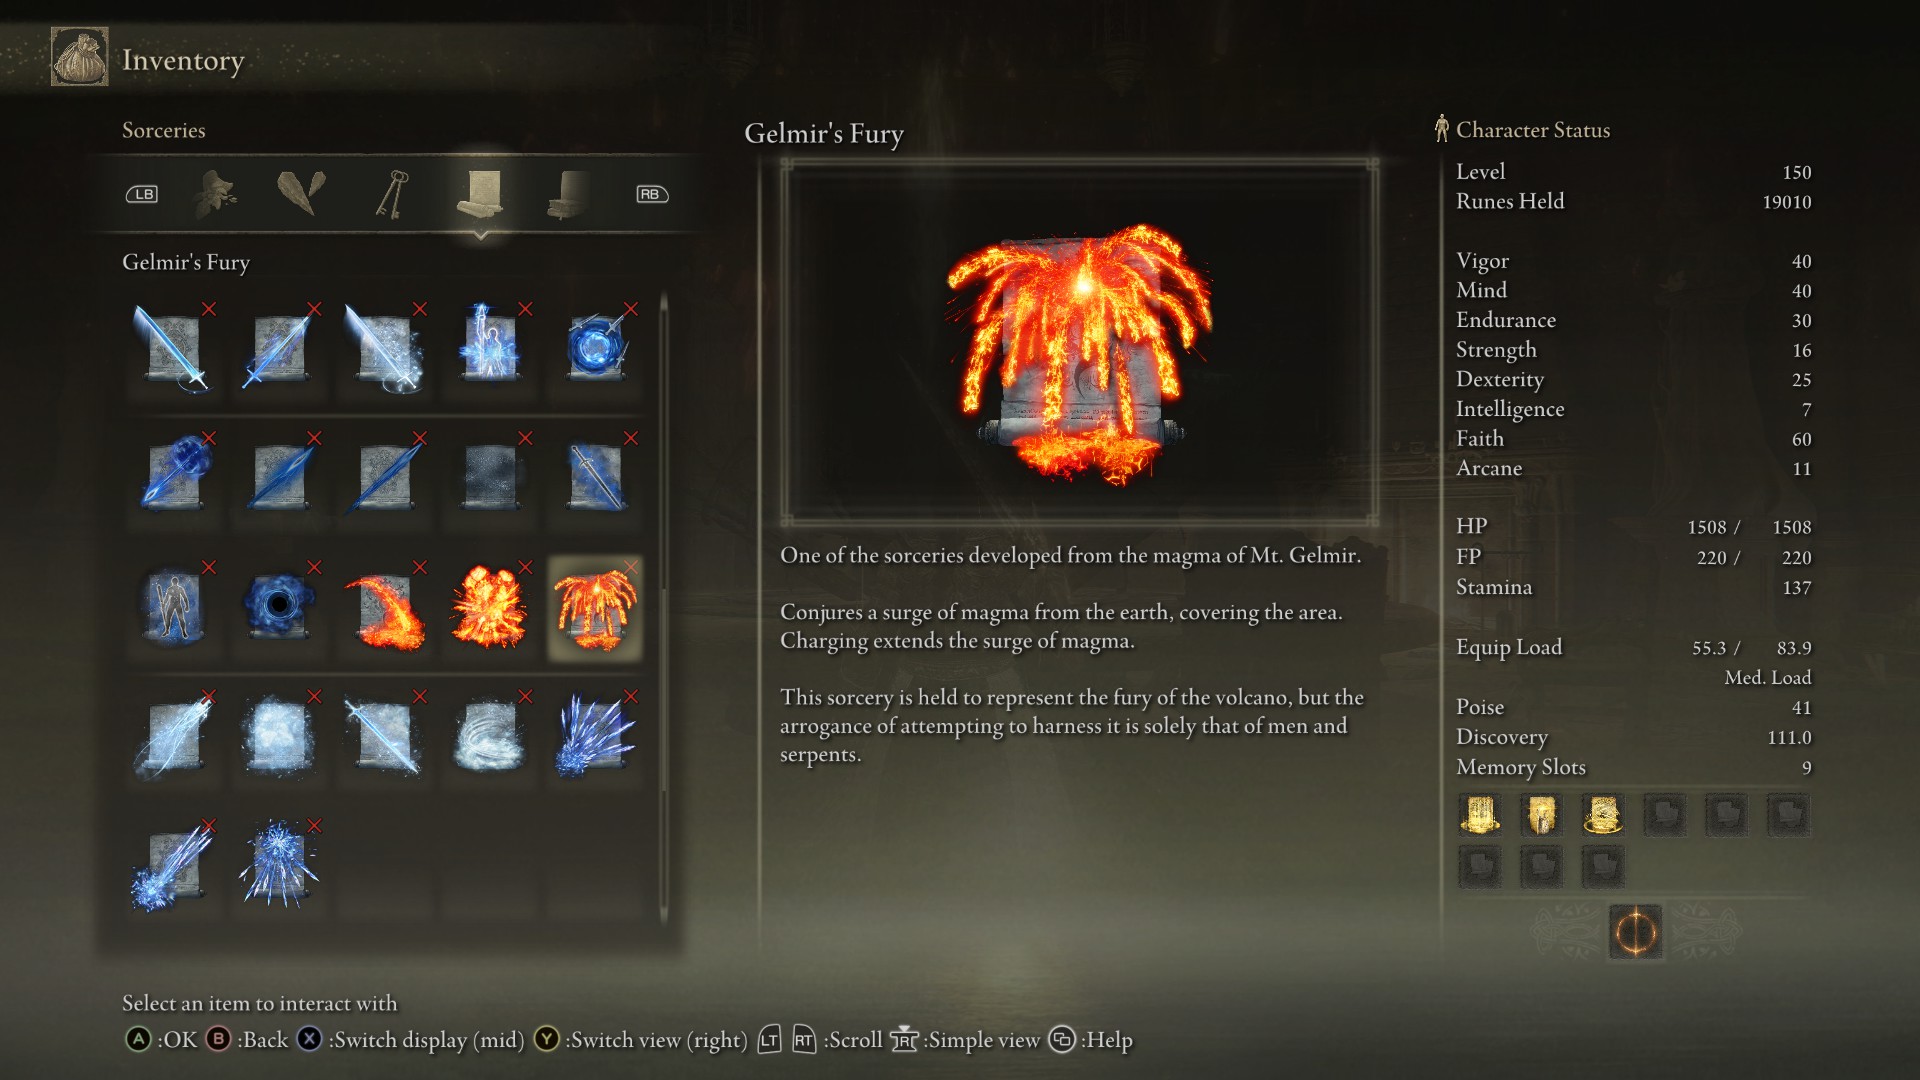 Inventory
Sorceries
LB
RB
Gelmir's Fury
Gelmir's Fury
One of the sorceries developed from the magma of Mt. Gelmir.
Conjures a surge of magma from the earth, covering the area.
Charging extends the surge of magma.
This sorcery is held to represent the fury of the volcano, but the
arrogance of attempting to harness it is solely that of men and
serpents.
Character Status
Level 150
Runes Held 19010
Vigor 40
Mind 40
Endurance 30
Strength 16
Dexterity 25
Intelligence 7
Faith 60
Arcane 11
HP 1508 / 1508
FP 220 / 220
Stamina 137
Equip Load 55.3 / 83.9
Med. Load
Poise 41
Discovery 111.0
Memory Slots 9
Select an item to interact with
A :OK B :Back X :Switch display (mid) Y :Switch view (right) LT RT :Scroll R :Simple view :Help